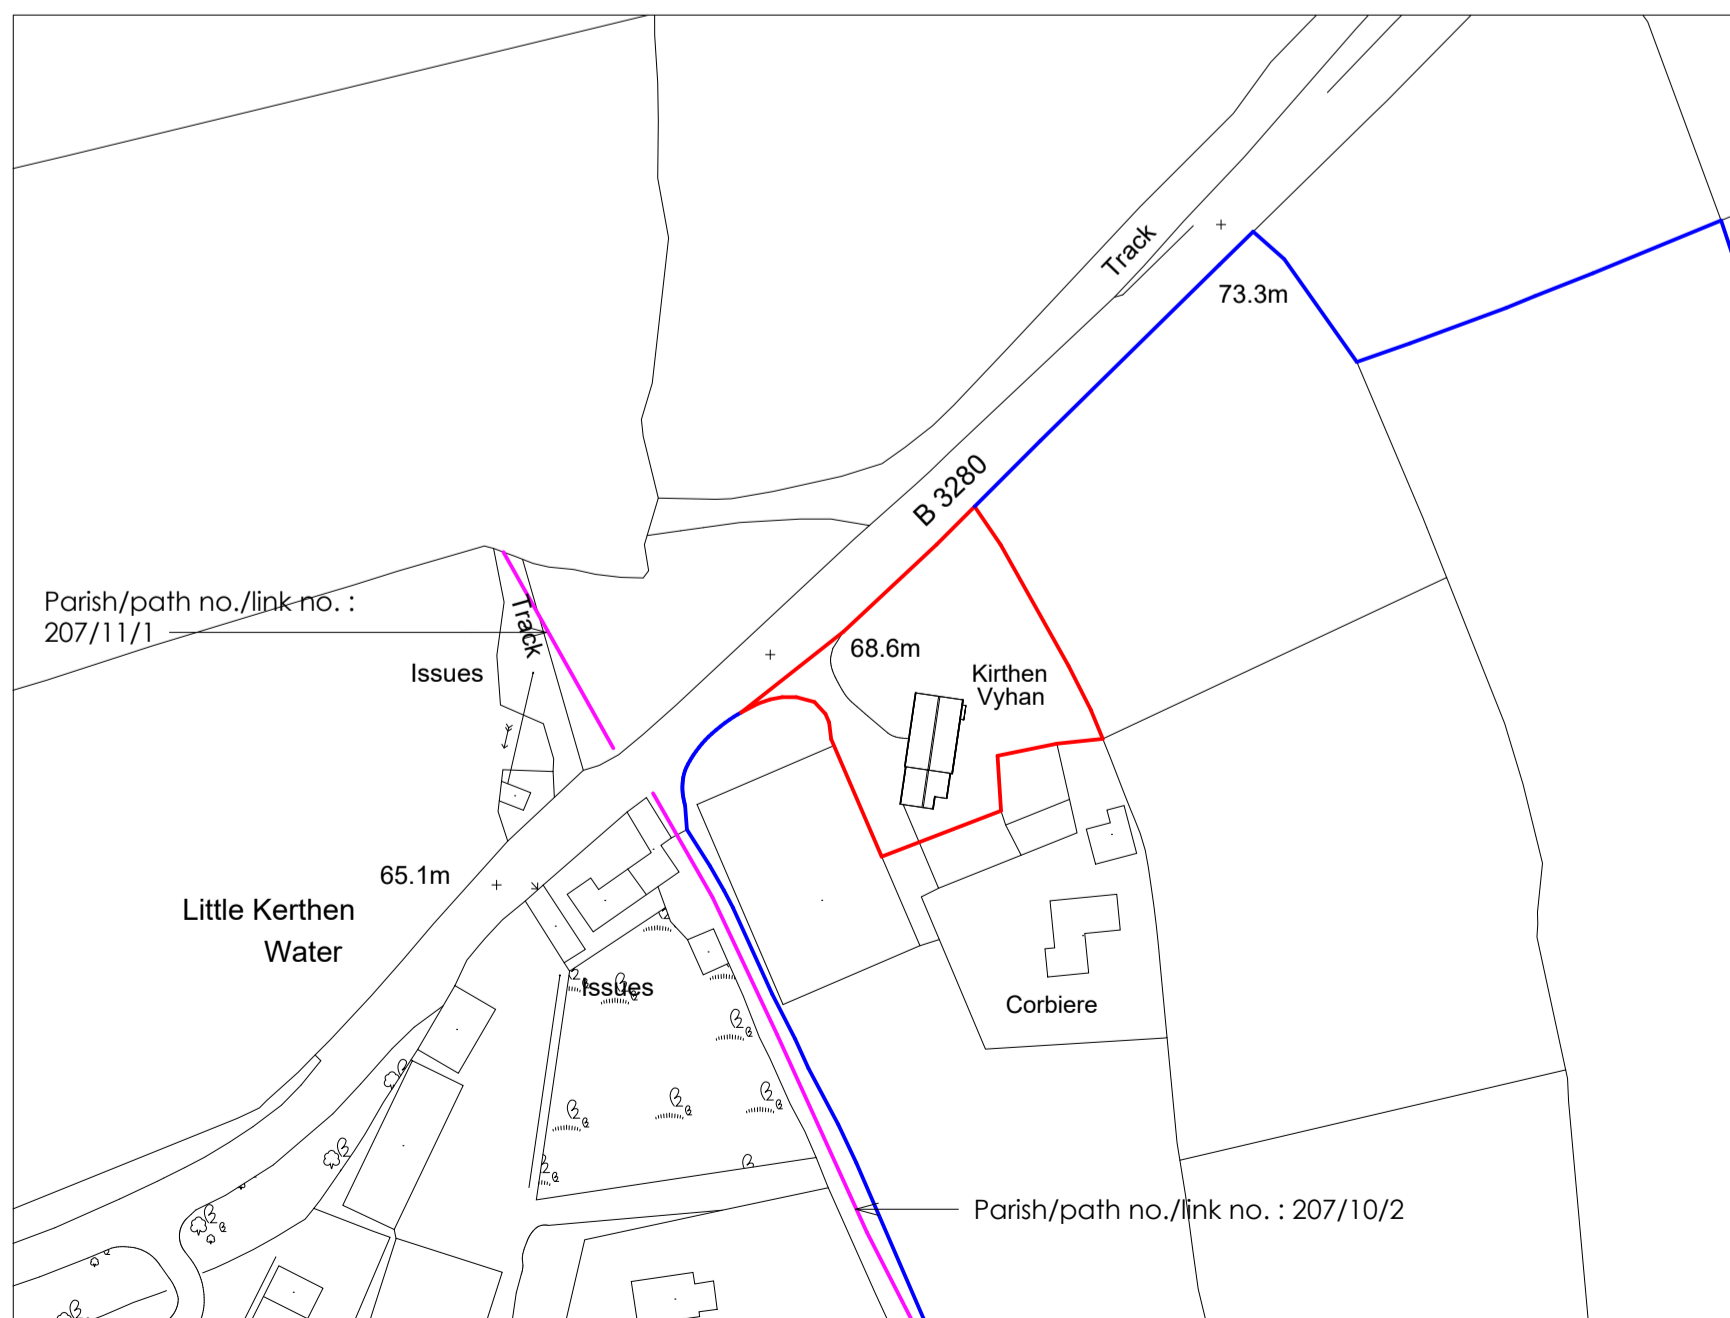 Track
73.3m
B 3280
Parish/path no./link no. :
207/11/1
Track
Issues
68.6m
Kirthen
Vyhan
65.1m
Little Kerthen
Water
Issues
Corbiere
Parish/path no./link no. : 207/10/2